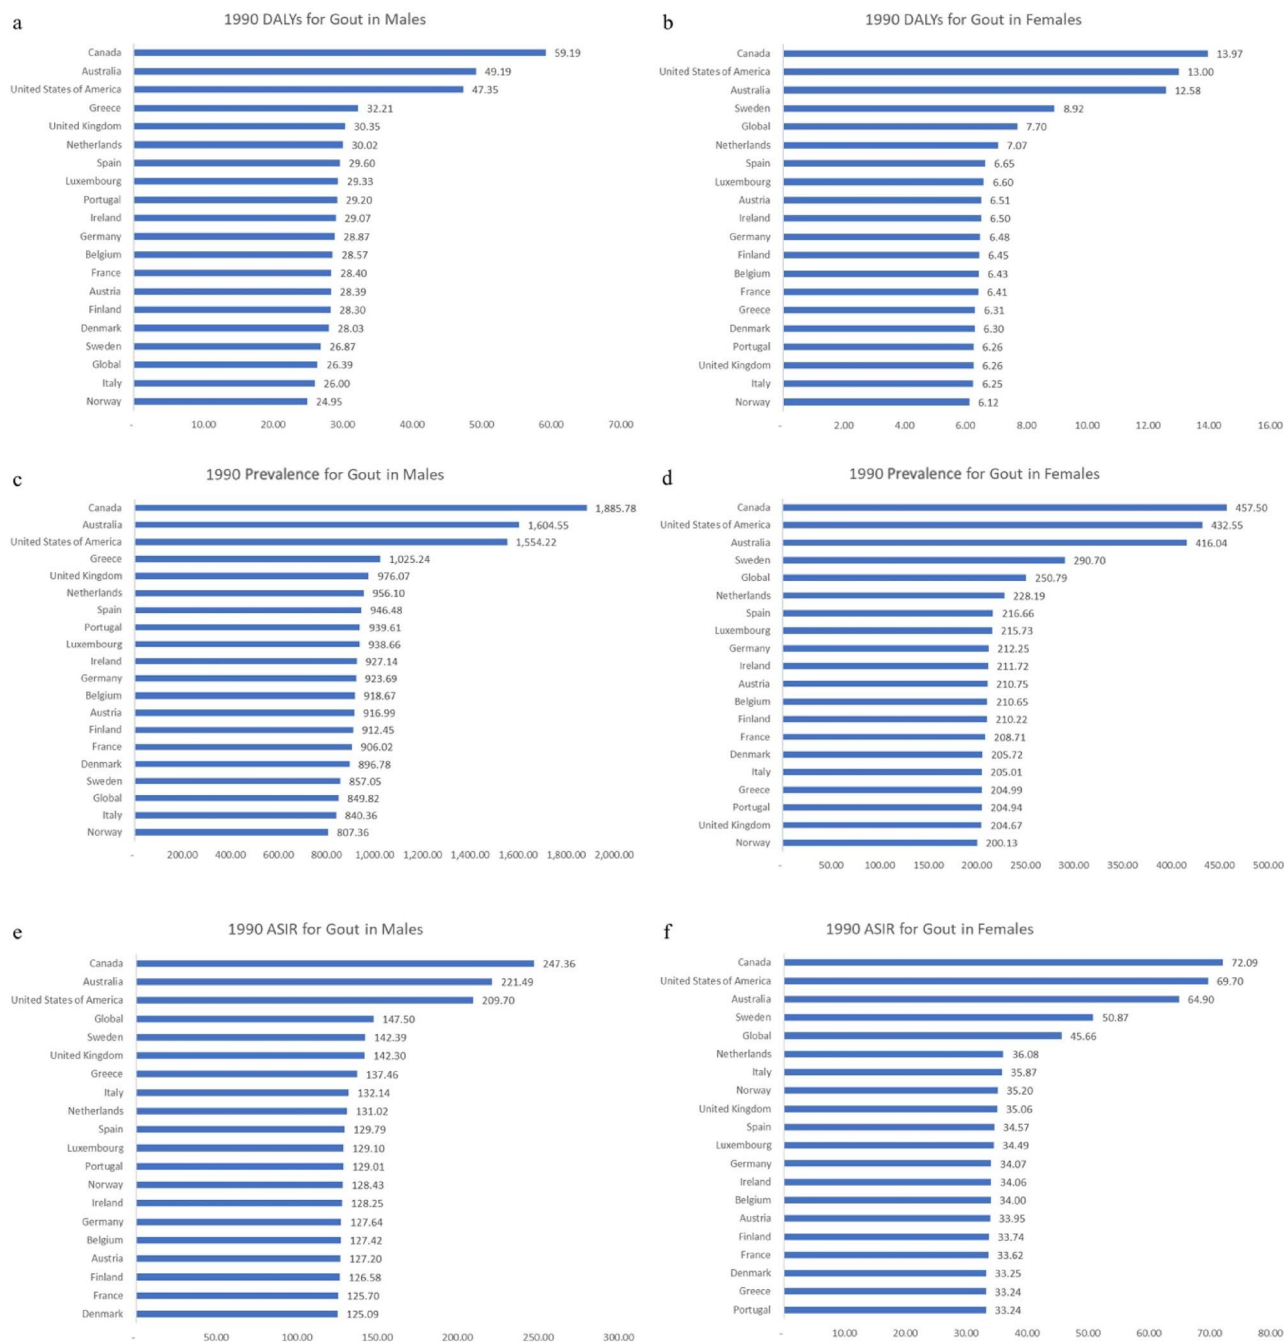 a
1990 DALYs for Gout in Males
Canada 59.19
Australia 49.19
United States of America 47.35
Greece 32.21
United Kingdom 30.35
Netherlands 30.02
Spain 29.60
Luxembourg 29.33
Portugal 29.20
Ireland 29.07
Germany 28.87
Belgium 28.57
France 28.40
Austria 28.39
Finland 28.30
Denmark 28.03
Sweden 26.87
Global 26.39
Italy 26.00
Norway 24.95
- 10.00 20.00 30.00 40.00 50.00 60.00 70.00
b
1990 DALYs for Gout in Females
Canada 13.97
United States of America 13.00
Australia 12.58
Sweden 8.92
Global 7.70
Netherlands 7.07
Spain 6.65
Luxembourg 6.60
Austria 6.51
Ireland 6.50
Germany 6.48
Finland 6.45
Belgium 6.43
France 6.41
Greece 6.31
Denmark 6.30
Portugal 6.26
United Kingdom 6.26
Italy 6.25
Norway 6.12
- 2.00 4.00 6.00 8.00 10.00 12.00 14.00 16.00
c
1990 Prevalence for Gout in Males
Canada 1,885.78
Australia 1,604.55
United States of America 1,554.22
Greece 1,025.24
United Kingdom 976.07
Netherlands 956.10
Spain 946.48
Portugal 939.61
Luxembourg 938.66
Ireland 927.14
Germany 923.69
Belgium 918.67
Austria 916.99
Finland 912.45
France 906.02
Denmark 896.78
Sweden 857.05
Global 849.82
Italy 840.36
Norway 807.36
- 200.00 400.00 600.00 800.00 1,000.00 1,200.00 1,400.00 1,600.00 1,800.00 2,000.00
d
1990 Prevalence for Gout in Females
Canada 457.50
United States of America 432.55
Australia 416.04
Sweden 290.70
Global 250.79
Netherlands 228.19
Spain 216.66
Luxembourg 215.73
Germany 212.25
Ireland 211.72
Austria 210.75
Belgium 210.65
Finland 210.22
France 208.71
Denmark 205.72
Italy 205.01
Greece 204.99
Portugal 204.94
United Kingdom 204.67
Norway 200.13
- 50.00 100.00 150.00 200.00 250.00 300.00 350.00 400.00 450.00 500.00
e
1990 ASIR for Gout in Males
Canada 247.36
Australia 221.49
United States of America 209.70
Global 147.50
Sweden 142.39
United Kingdom 142.30
Greece 137.46
Italy 132.14
Netherlands 131.02
Spain 129.79
Luxembourg 129.10
Portugal 129.01
Norway 128.43
Ireland 128.25
Germany 127.64
Belgium 127.42
Austria 127.20
Finland 126.58
France 125.70
Denmark 125.09
- 50.00 100.00 150.00 200.00 250.00 300.00
f
1990 ASIR for Gout in Females
Canada 72.09
United States of America 69.70
Australia 64.90
Sweden 50.87
Global 45.66
Netherlands 36.08
Italy 35.87
Norway 35.20
United Kingdom 35.06
Spain 34.57
Luxembourg 34.49
Germany 34.07
Ireland 34.06
Belgium 34.00
Austria 33.95
Finland 33.74
France 33.62
Denmark 33.25
Greece 33.24
Portugal 33.24
- 10.00 20.00 30.00 40.00 50.00 60.00 70.00 80.00